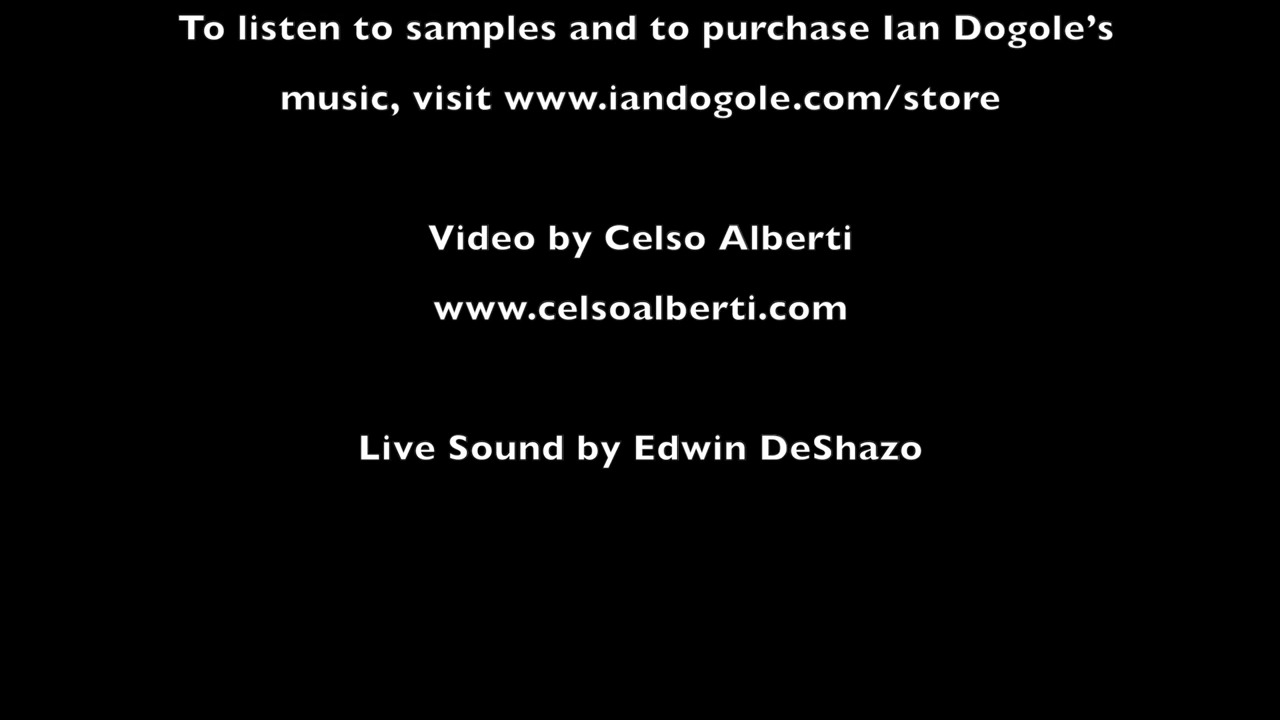 To listen to samples and to purchase Ian Dogole’s
music, visit www.iandogole.com/store
Video by Celso Alberti
www.celsoalberti.com
Live Sound by Edwin DeShazo